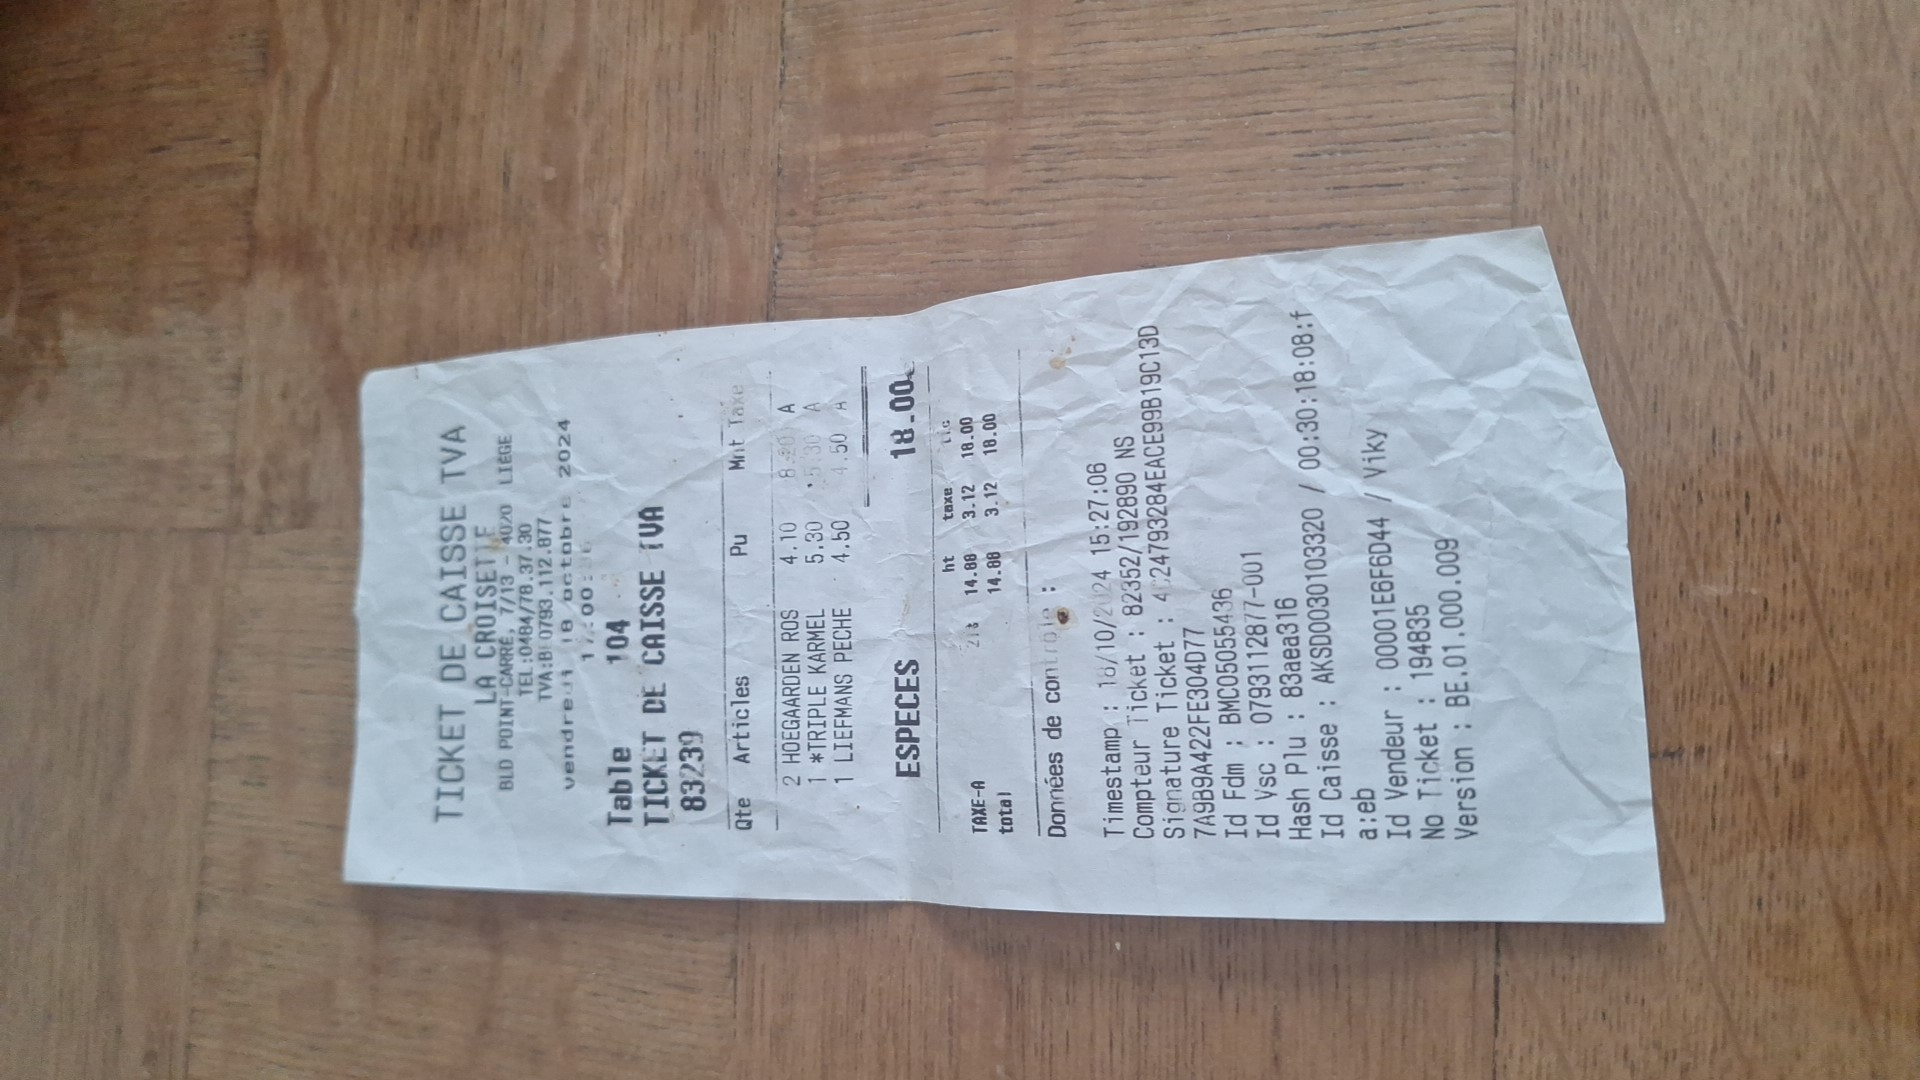 TICKET DE CAISSE TVA
LA CROISETTE
BLD POINT-CARRE, 7/13 - 4020 LIEGE
TEL:0484/78.37.30
TVA:BE0793.112.877
vendredi 18 octobre 2024
Table 104
TICKET DE CAISSE TVA
83239
Qte Articles Pu Mnt Taxe
2 HOEGAARDEN ROS 4.10 8.20 A
1 *TRIPLE KARMEL 5.30 5.30 A
1 LIEFMANS PECHE 4.50 4.50 A
ESPECES 18.00
ht taxe ttc
TAXE-A 21% 14.88 3.12 18.00
total 14.88 3.12 18.00
Données de controle :
Timestamp : 18/10/2024 15:27:06
Compteur Ticket : 82352/192890 NS
Signature Ticket :
7A9B9A422FE304D77
Id Fdm : BMC05055436
Id Vsc : 0793112877-001
Hash Plu : 83aea316
Id Caisse : AKSD0030103320 / 00:30:18:08:f
a:eb
Id Vendeur : 00001E6F6D44 / Viky
No Ticket : 194835
Version : BE.01.000.009